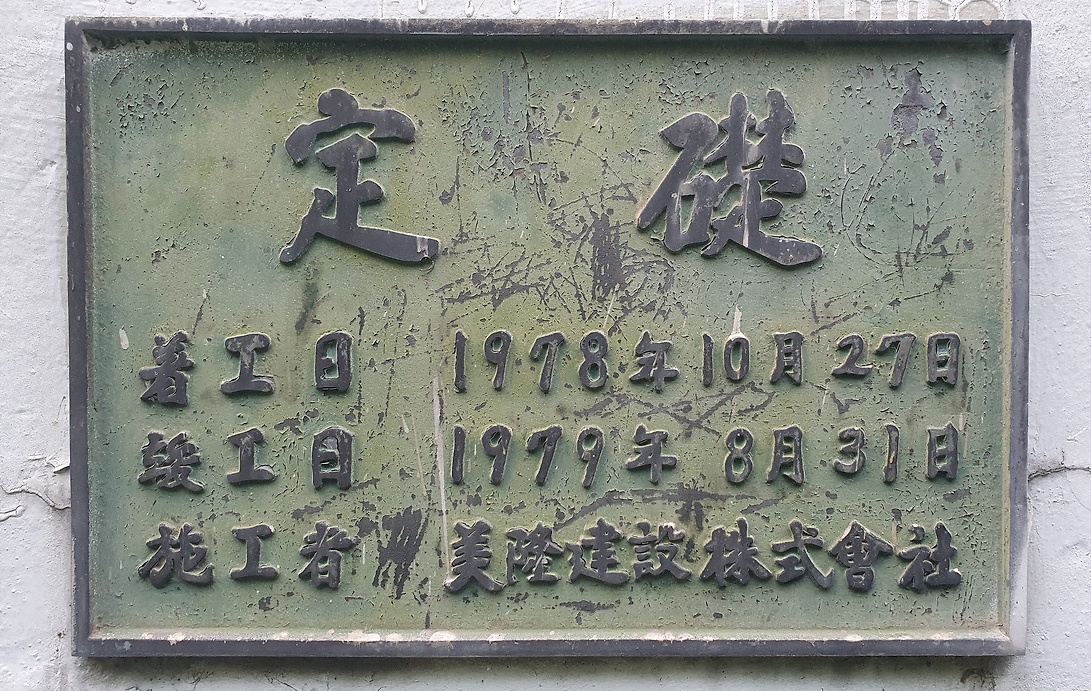 定礎
着工日 1978年10月27日
竣工日 1979年 8月31日
施工者 美隆建設株式會社